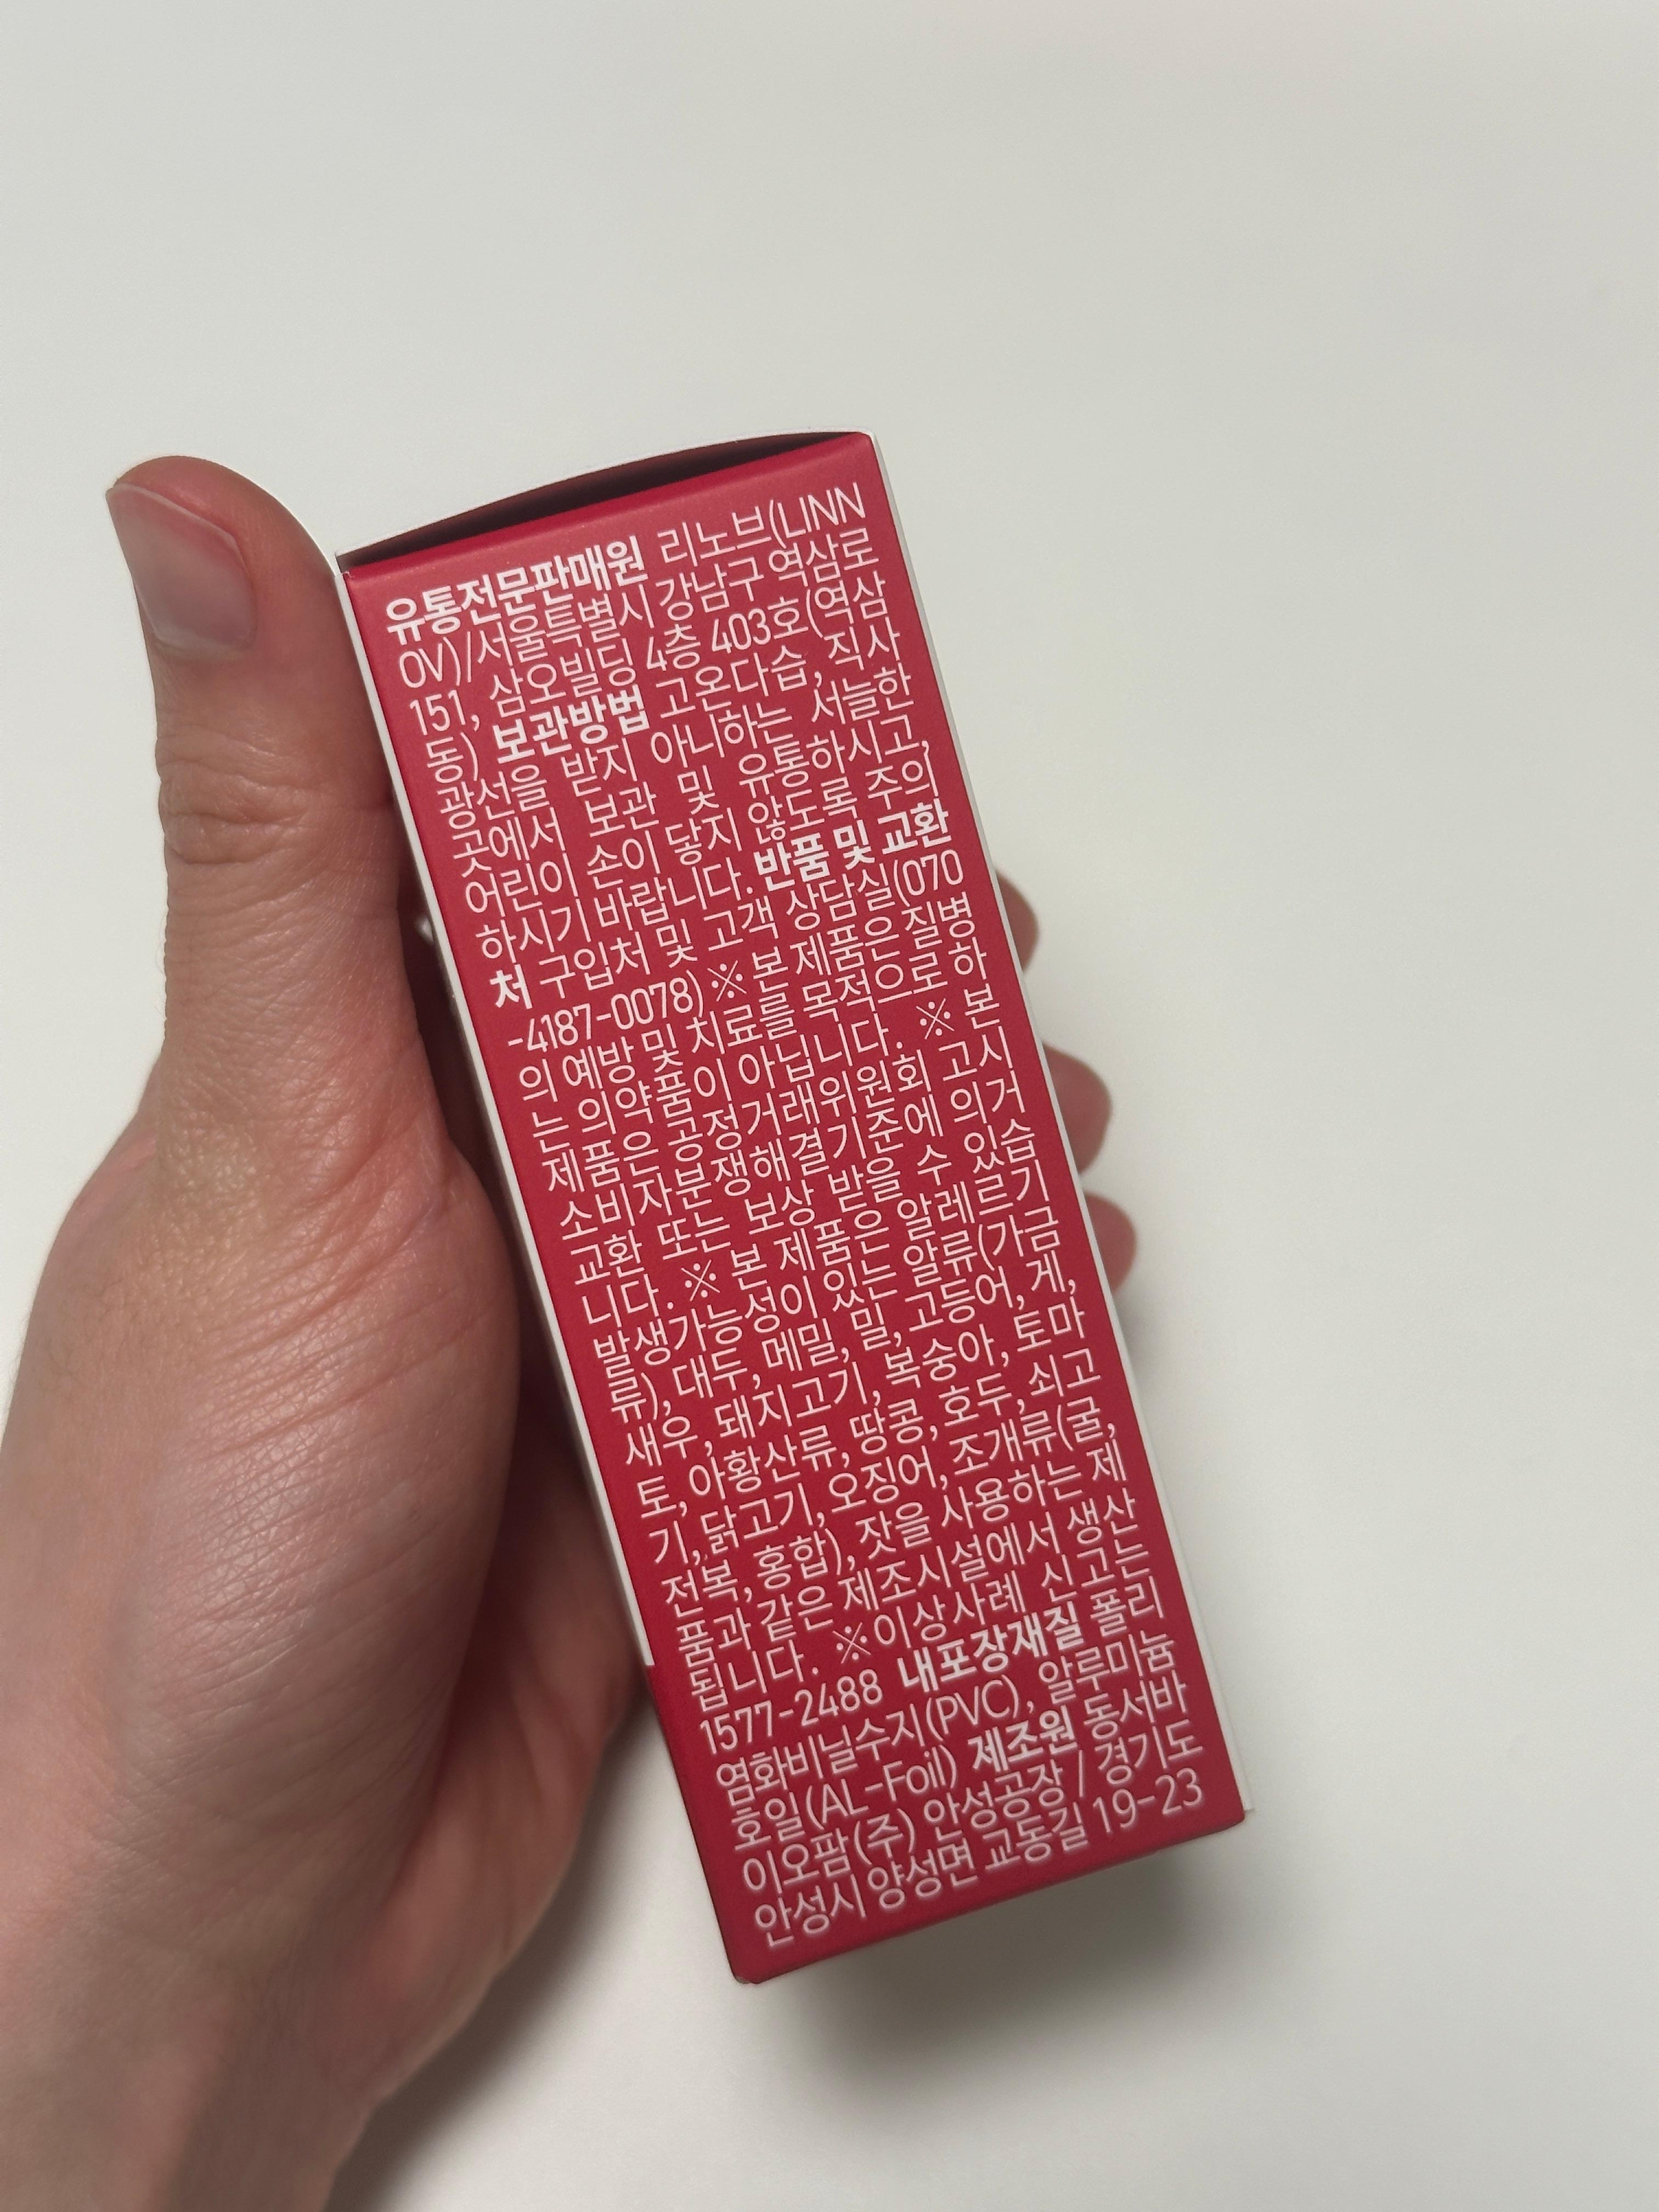 유통전문판매원 리노브(LINN
OV)/서울특별시 강남구 역삼로
151, 삼오빌딩 4층 403호(역삼
동) 보관방법 고온다습, 직사
광선을 받지 아니하는 서늘한
곳에서 보관 및 유통하시고,
어린이 손이 닿지 않도록 주의
하시기 바랍니다. 반품 및 교환
처 구입처 및 고객 상담실(070
-4187-0078) ※ 본 제품은 질병
의 예방 및 치료를 목적으로 하
는 의약품이 아닙니다. ※ 본
제품은 공정거래위원회 고시
소비자분쟁해결기준에 의거
교환 또는 보상 받을 수 있습
니다. ※ 본 제품은 알레르기
발생가능성이 있는 알류(가금
류), 대두, 메밀, 밀, 고등어, 게,
새우, 돼지고기, 복숭아, 토마
토, 아황산류, 땅콩, 호두, 쇠고
기, 닭고기, 오징어, 조개류(굴,
전복, 홍합), 잣을 사용하는 제
품과 같은 제조시설에서 생산
됩니다. ※이상사례 신고는
1577-2488 내포장재질 폴리
염화비닐수지(PVC), 알루미늄
호일(AL-Foil) 제조원 동서바
이오팜(주) 안성공장 / 경기도
안성시 양성면 교동길 19-23